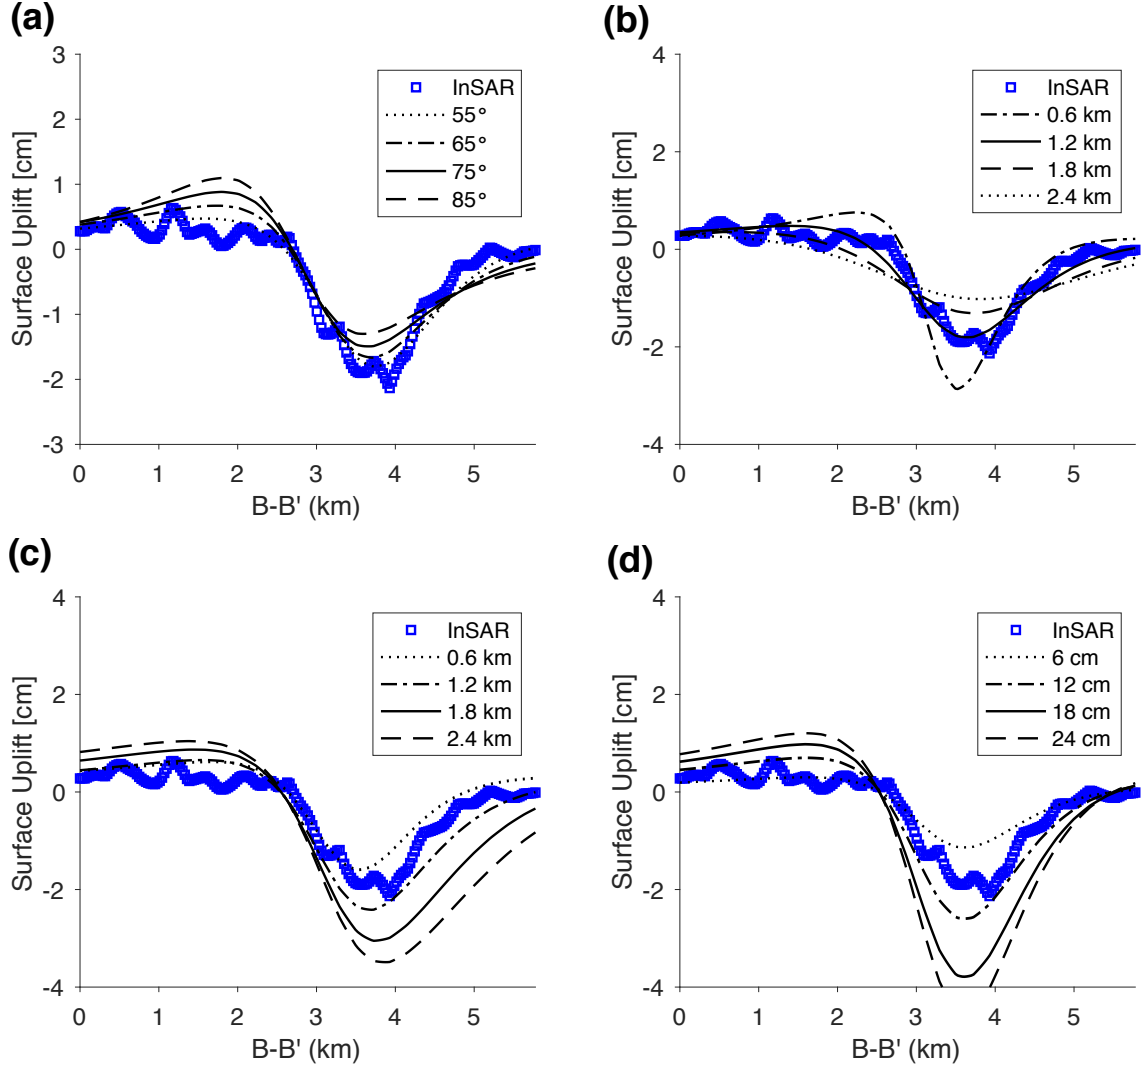 (a)
3
2
1
0
-1
-2
-3
Surface Uplift [cm]
0 1 2 3 4 5
B-B' (km)
InSAR
55°
65°
75°
85°
(b)
4
2
0
-2
-4
Surface Uplift [cm]
0 1 2 3 4 5
B-B' (km)
InSAR
0.6 km
1.2 km
1.8 km
2.4 km
(c)
4
2
0
-2
-4
Surface Uplift [cm]
0 1 2 3 4 5
B-B' (km)
InSAR
0.6 km
1.2 km
1.8 km
2.4 km
(d)
4
2
0
-2
-4
Surface Uplift [cm]
0 1 2 3 4 5
B-B' (km)
InSAR
6 cm
12 cm
18 cm
24 cm